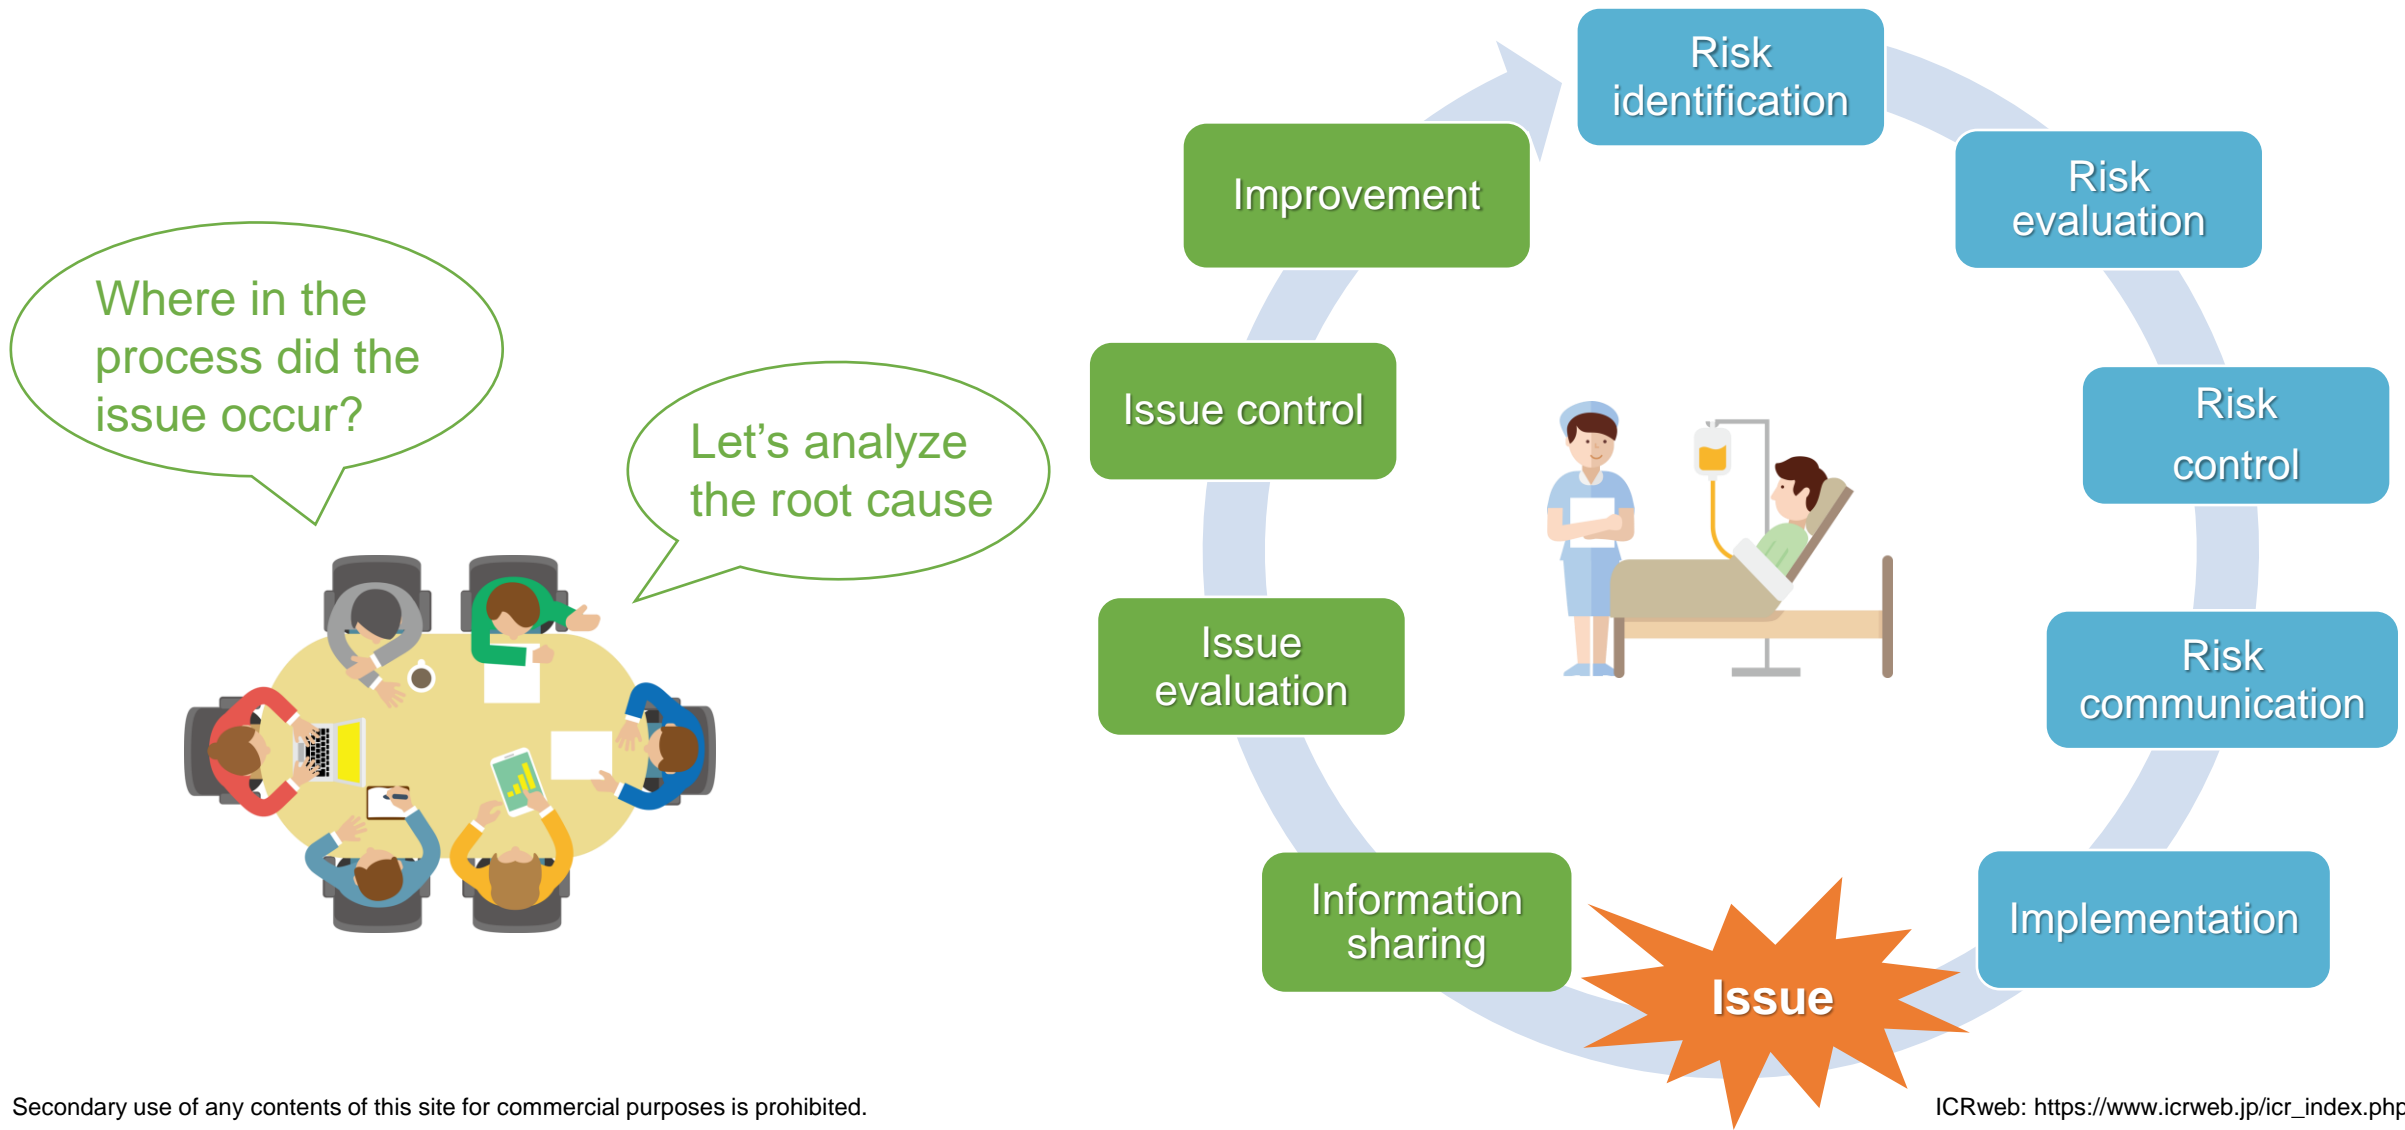 Where in the
process did the
issue occur?
Let's analyze
the root cause
Risk
identification
Risk
evaluation
Risk
control
Risk
communication
Implementation
Issue
Information
sharing
Issue
evaluation
Issue control
Improvement
Secondary use of any contents of this site for commercial purposes is prohibited.
ICRweb: https://www.icrweb.jp/icr_index.php